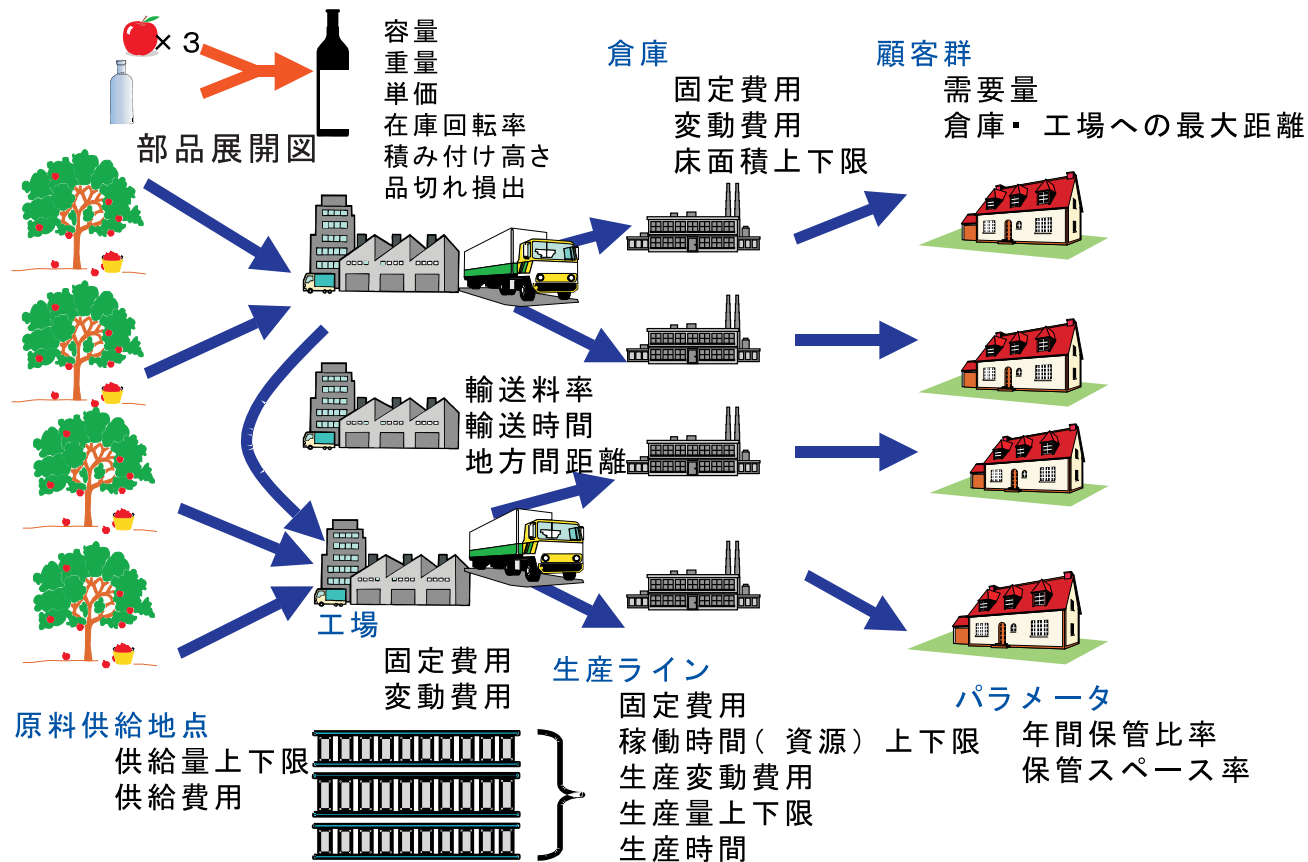 × 3
部品展開図
容量
重量
単価
在庫回転率
積み付け高さ
品切れ損出
倉庫
固定費用
変動費用
床面積上下限
顧客群
需要量
倉庫・ 工場への最大距離
輸送料率
輸送時間
地方間距離
工場
固定費用
変動費用
原料供給地点
供給量上下限
供給費用
生産ライン
固定費用
稼働時間( 資源) 上下限
生産変動費用
生産量上下限
生産時間
パラメータ
年間保管比率
保管スペース率